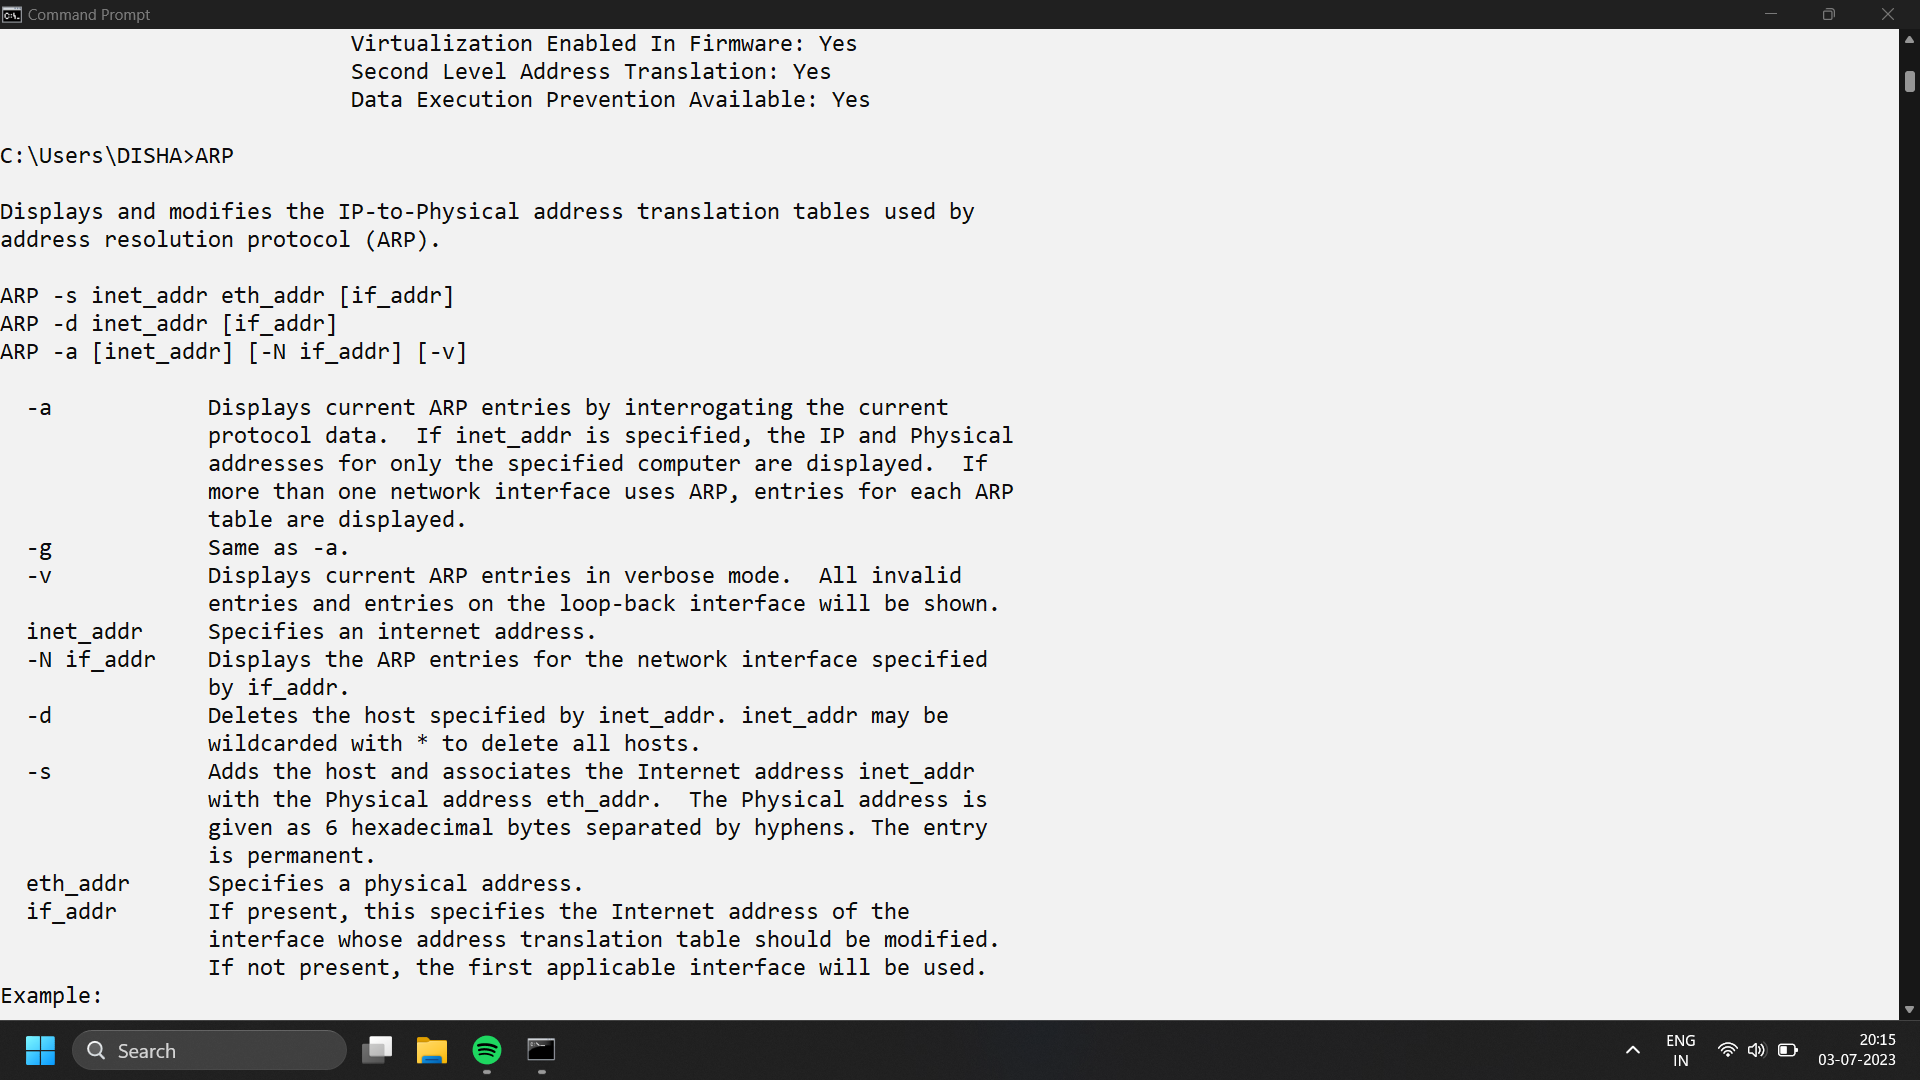 Command Prompt
Virtualization Enabled In Firmware: Yes
Second Level Address Translation: Yes
Data Execution Prevention Available: Yes
C:\Users\DISHA>ARP
Displays and modifies the IP-to-Physical address translation tables used by
address resolution protocol (ARP).
ARP -s inet_addr eth_addr [if_addr]
ARP -d inet_addr [if_addr]
ARP -a [inet_addr] [-N if_addr] [-v]
-a Displays current ARP entries by interrogating the current
protocol data.  If inet_addr is specified, the IP and Physical
addresses for only the specified computer are displayed.  If
more than one network interface uses ARP, entries for each ARP
table are displayed.
-g Same as -a.
-v Displays current ARP entries in verbose mode.  All invalid
entries and entries on the loop-back interface will be shown.
inet_addr Specifies an internet address.
-N if_addr Displays the ARP entries for the network interface specified
by if_addr.
-d Deletes the host specified by inet_addr. inet_addr may be
wildcarded with * to delete all hosts.
-s Adds the host and associates the Internet address inet_addr
with the Physical address eth_addr.  The Physical address is
given as 6 hexadecimal bytes separated by hyphens. The entry
is permanent.
eth_addr Specifies a physical address.
if_addr If present, this specifies the Internet address of the
interface whose address translation table should be modified.
If not present, the first applicable interface will be used.
Example:
Search
ENG
IN
20:15
03-07-2023